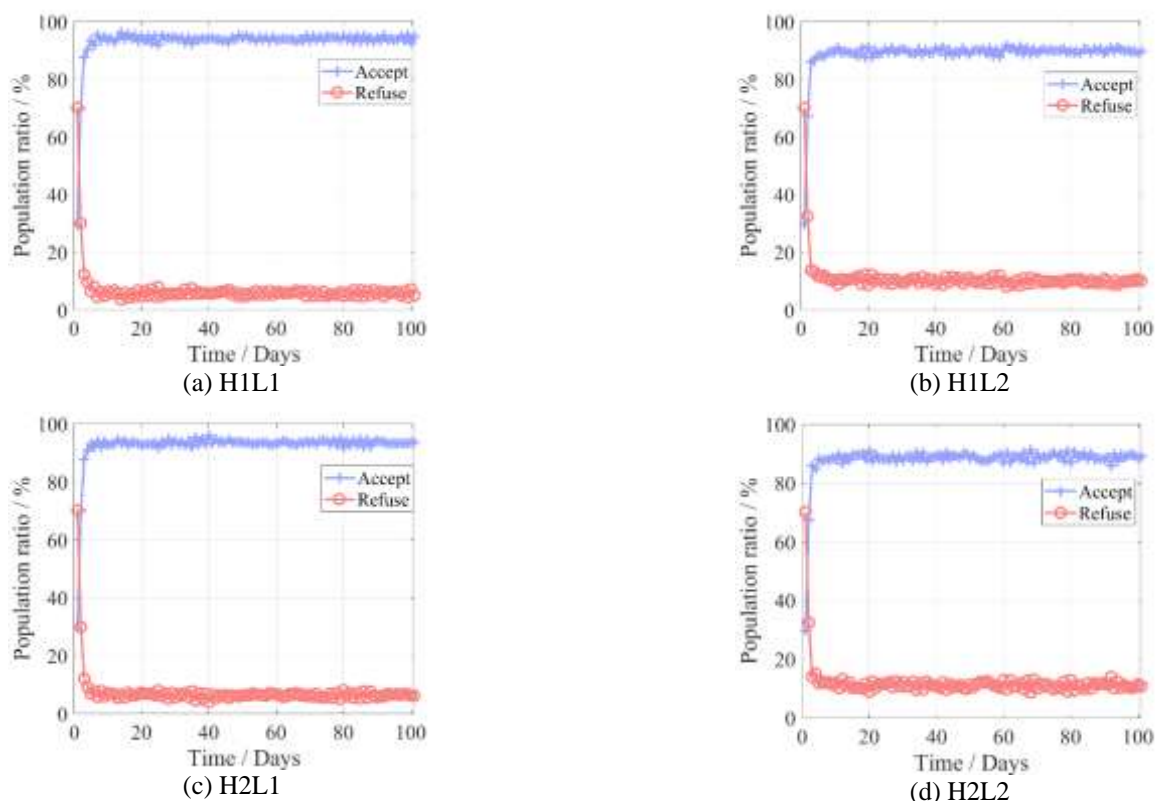 100
80
60
40
20
0
Population ratio / %
Accept
Refuse
0 20 40 60 80 100
Time / Days
(a) H1L1
100
80
60
40
20
0
Population ratio / %
Accept
Refuse
0 20 40 60 80 100
Time / Days
(b) H1L2
100
80
60
40
20
0
Population ratio / %
Accept
Refuse
0 20 40 60 80 100
Time / Days
(c) H2L1
100
80
60
40
20
0
Population ratio / %
Accept
Refuse
0 20 40 60 80 100
Time / Days
(d) H2L2